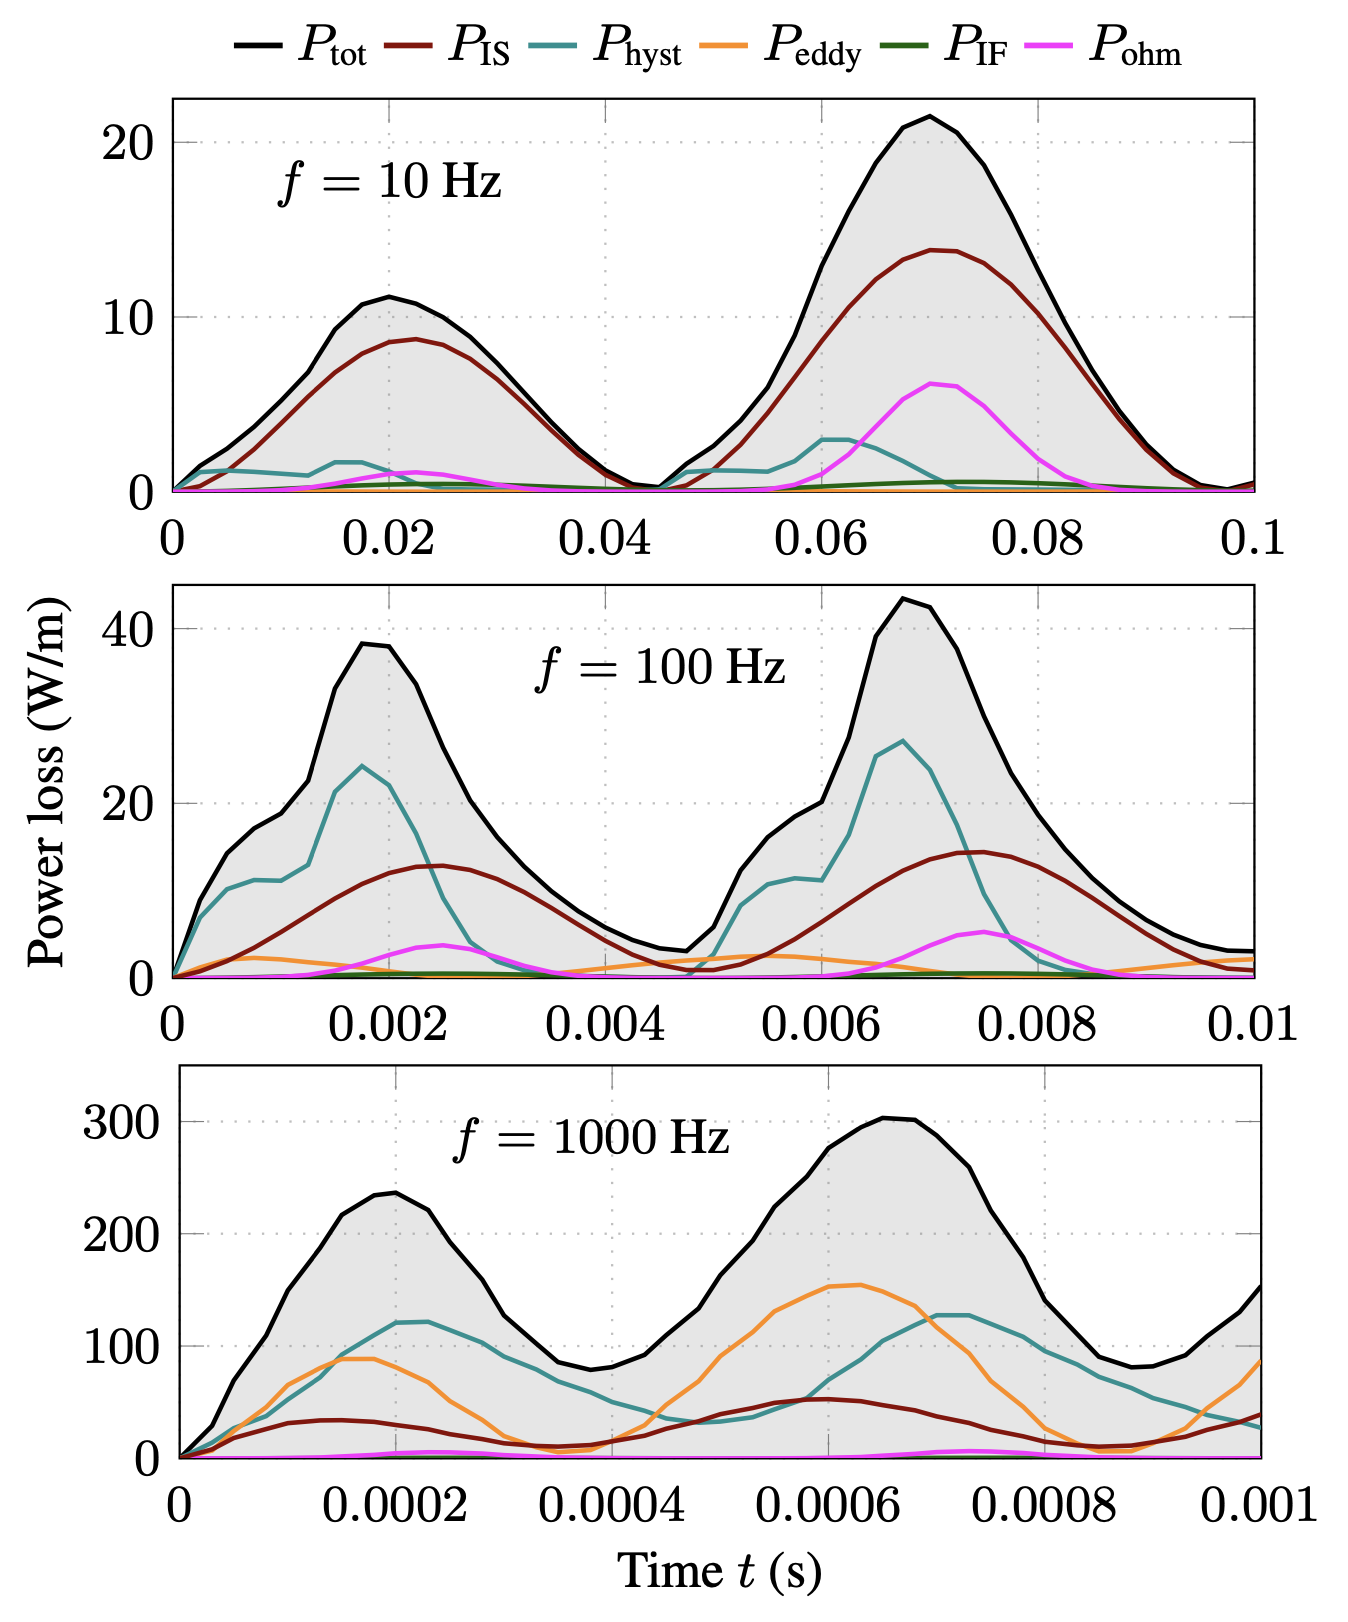 P_tot P_IS P_hyst P_eddy P_IF P_ohm
20
f = 10 Hz
10
0
0 0.02 0.04 0.06 0.08 0.1
Power loss (W/m)
40
f = 100 Hz
20
0
0 0.002 0.004 0.006 0.008 0.01
300
f = 1000 Hz
200
100
0
0 0.0002 0.0004 0.0006 0.0008 0.001
Time t (s)